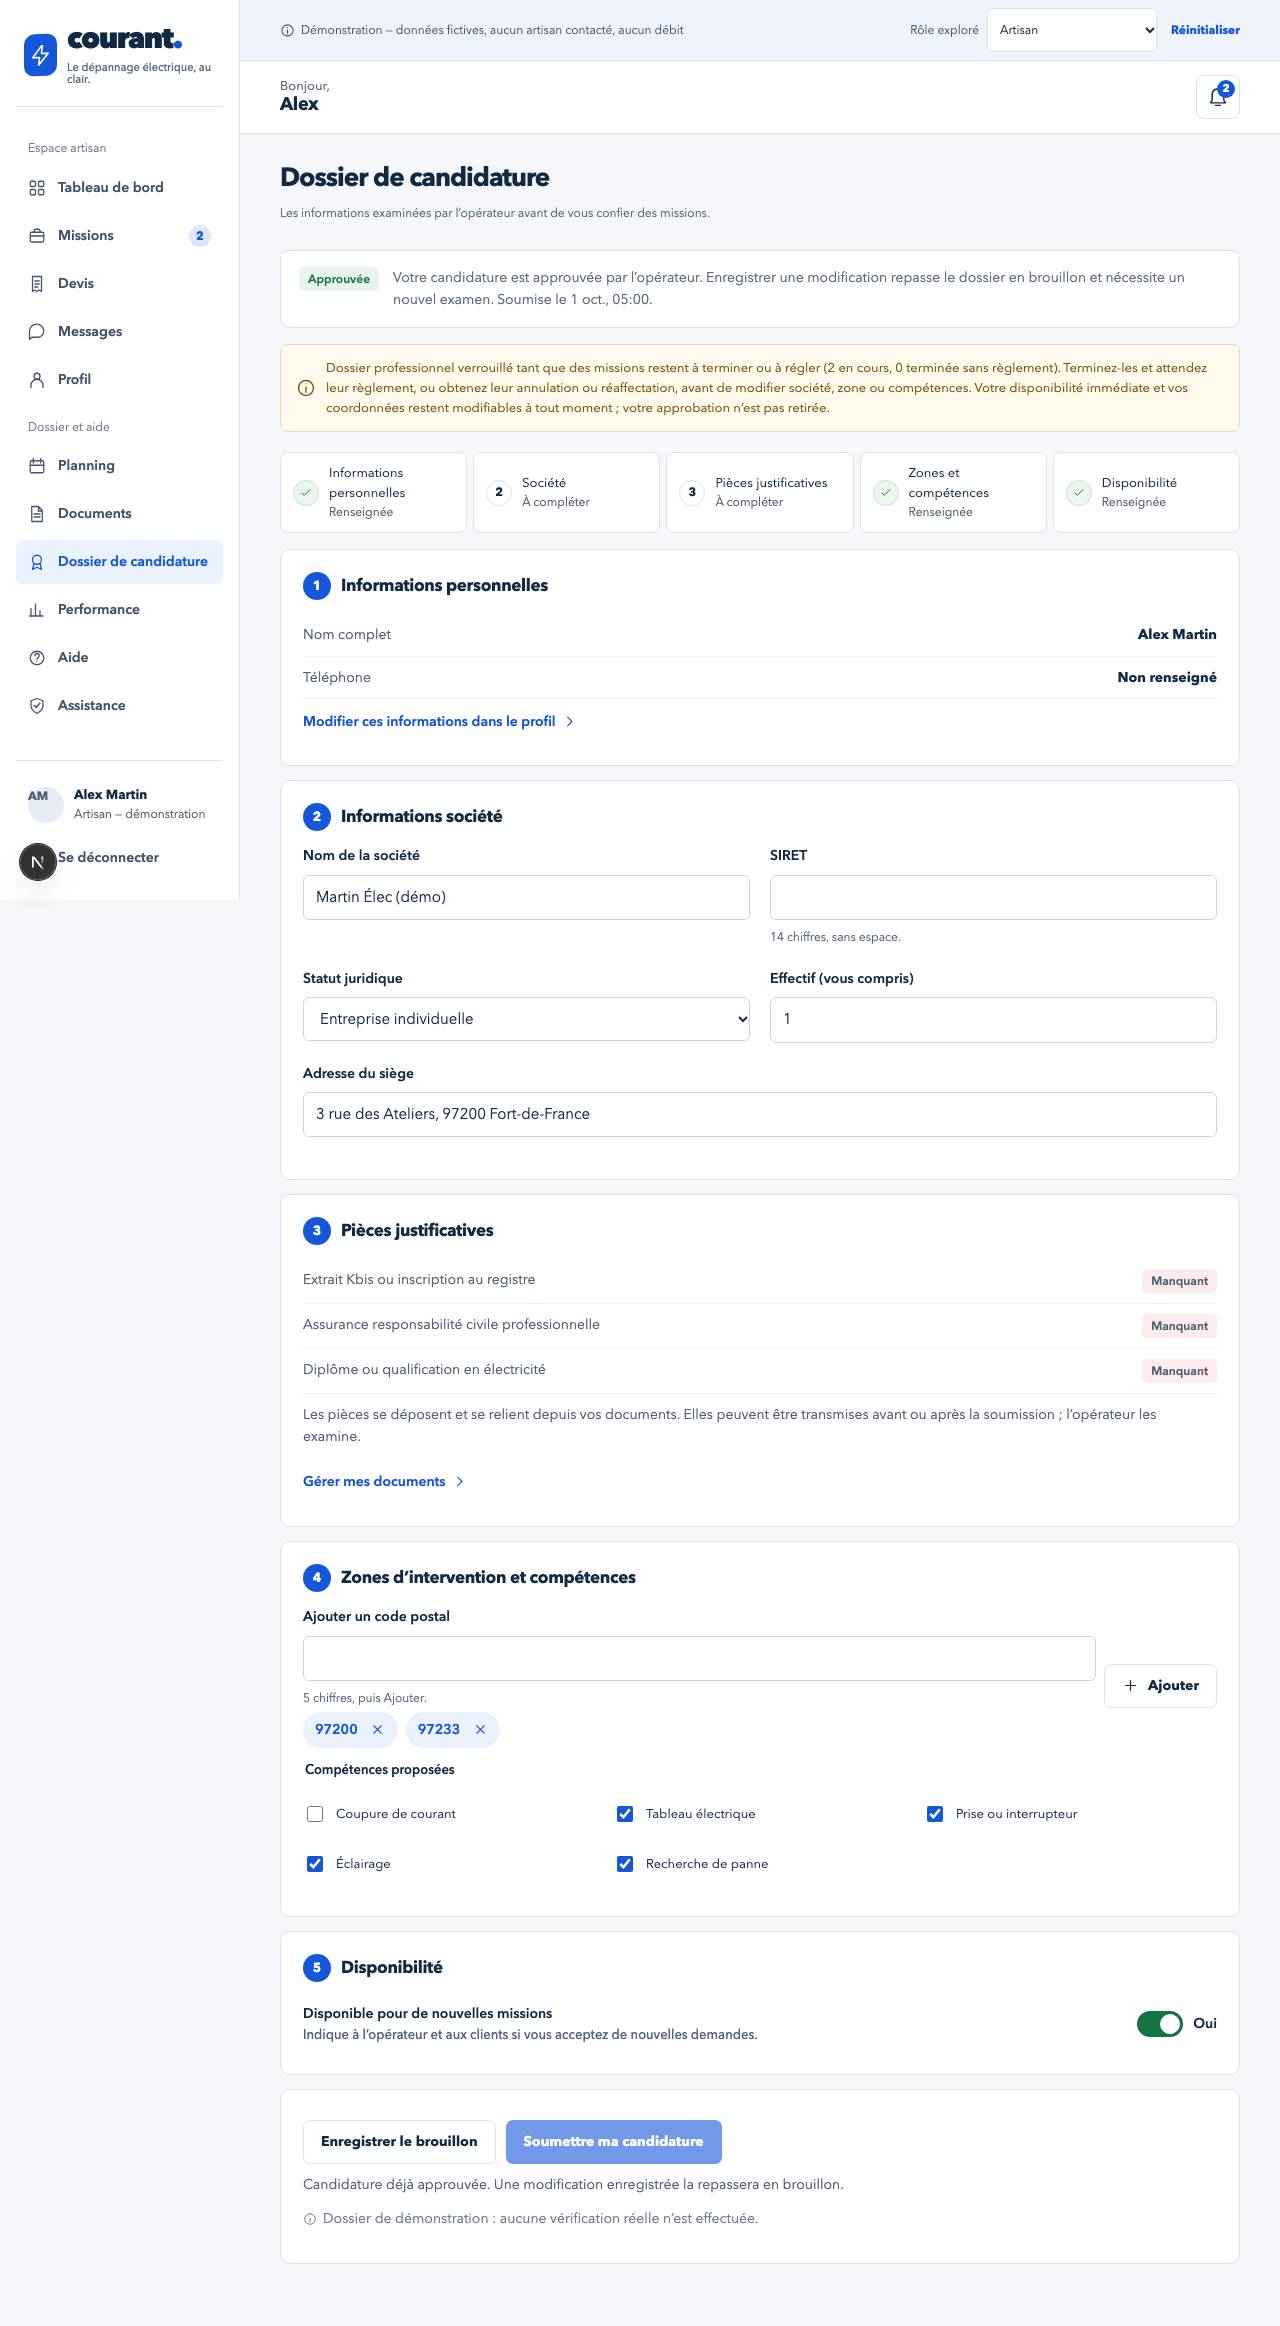 courant.
Le dépannage électrique, au
clair.
Espace artisan
Tableau de bord
Missions 2
Devis
Messages
Profil
Dossier et aide
Planning
Documents
Dossier de candidature
Performance
Aide
Assistance
AM
Alex Martin
Artisan – démonstration
N
Se déconnecter
Démonstration – données fictives, aucun artisan contacté, aucun débit
Rôle exploré
Artisan
Réinitialiser
Bonjour,
Alex
2
Dossier de candidature
Les informations examinées par l’opérateur avant de vous confier des missions.
Approuvée
Votre candidature est approuvée par l’opérateur. Enregistrer une modification repasse le dossier en brouillon et nécessite un
nouvel examen. Soumise le 1 oct., 05:00.
Dossier professionnel verrouillé tant que des missions restent à terminer ou à régler (2 en cours, 0 terminée sans règlement). Terminez-les et attendez
leur règlement, ou obtenez leur annulation ou réaffectation, avant de modifier société, zone ou compétences. Votre disponibilité immédiate et vos
coordonnées restent modifiables à tout moment ; votre approbation n’est pas retirée.
Informations
personnelles
Renseignée
2
Société
À compléter
3
Pièces justificatives
À compléter
Zones et
compétences
Renseignée
Disponibilité
Renseignée
1 Informations personnelles
Nom complet
Alex Martin
Téléphone
Non renseigné
Modifier ces informations dans le profil
2 Informations société
Nom de la société
Martin Élec (démo)
SIRET
14 chiffres, sans espace.
Statut juridique
Entreprise individuelle
Effectif (vous compris)
1
Adresse du siège
3 rue des Ateliers, 97200 Fort-de-France
3 Pièces justificatives
Extrait Kbis ou inscription au registre
Manquant
Assurance responsabilité civile professionnelle
Manquant
Diplôme ou qualification en électricité
Manquant
Les pièces se déposent et se relient depuis vos documents. Elles peuvent être transmises avant ou après la soumission ; l’opérateur les
examine.
Gérer mes documents
4 Zones d’intervention et compétences
Ajouter un code postal
5 chiffres, puis Ajouter.
Ajouter
97200
97233
Compétences proposées
Coupure de courant
Tableau électrique
Prise ou interrupteur
Éclairage
Recherche de panne
5 Disponibilité
Disponible pour de nouvelles missions
Indique à l’opérateur et aux clients si vous acceptez de nouvelles demandes.
Oui
Enregistrer le brouillon
Soumettre ma candidature
Candidature déjà approuvée. Une modification enregistrée la repassera en brouillon.
Dossier de démonstration : aucune vérification réelle n’est effectuée.